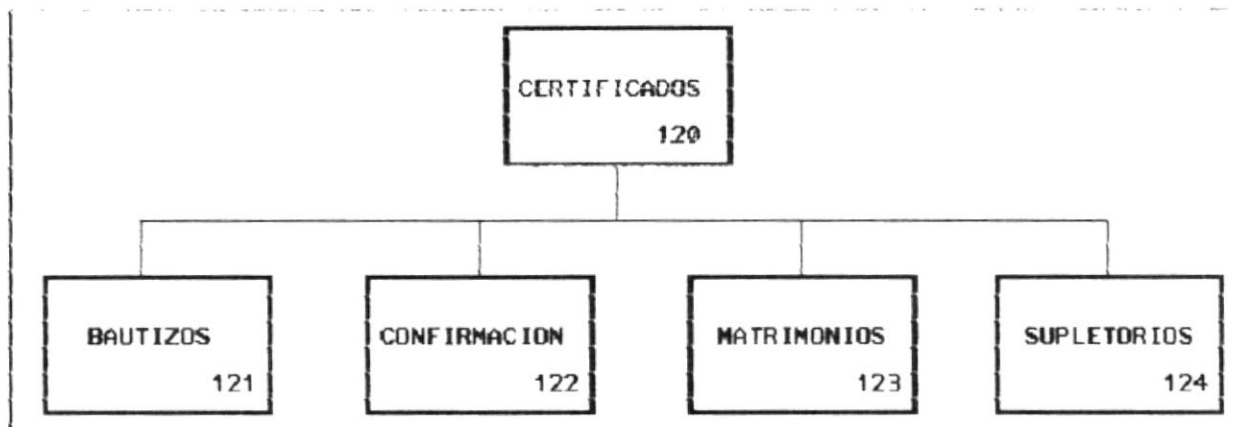 CERTIFICADOS
120
BAUTIZOS
121
CONFIRMACION
122
MATRIMONIOS
123
SUPLETORIOS
124